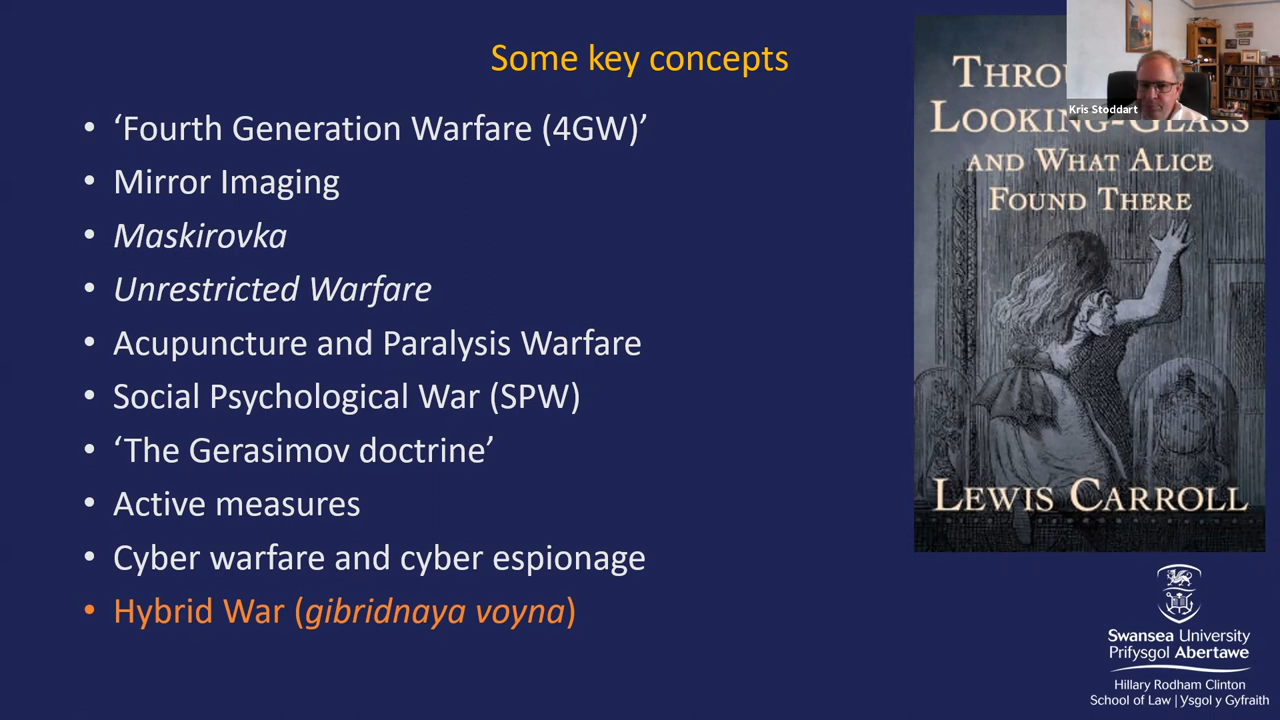 Some key concepts
• ‘Fourth Generation Warfare (4GW)’
• Mirror Imaging
• Maskirovka
• Unrestricted Warfare
• Acupuncture and Paralysis Warfare
• Social Psychological War (SPW)
• ‘The Gerasimov doctrine’
• Active measures
• Cyber warfare and cyber espionage
• Hybrid War (gibridnaya voyna)
Kris Stoddart
LOOKING-GLASS
AND WHAT ALICE
FOUND THERE
LEWIS CARROLL
Swansea University
Prifysgol Abertawe
Hillary Rodham Clinton
School of Law | Ysgol y Gyfraith